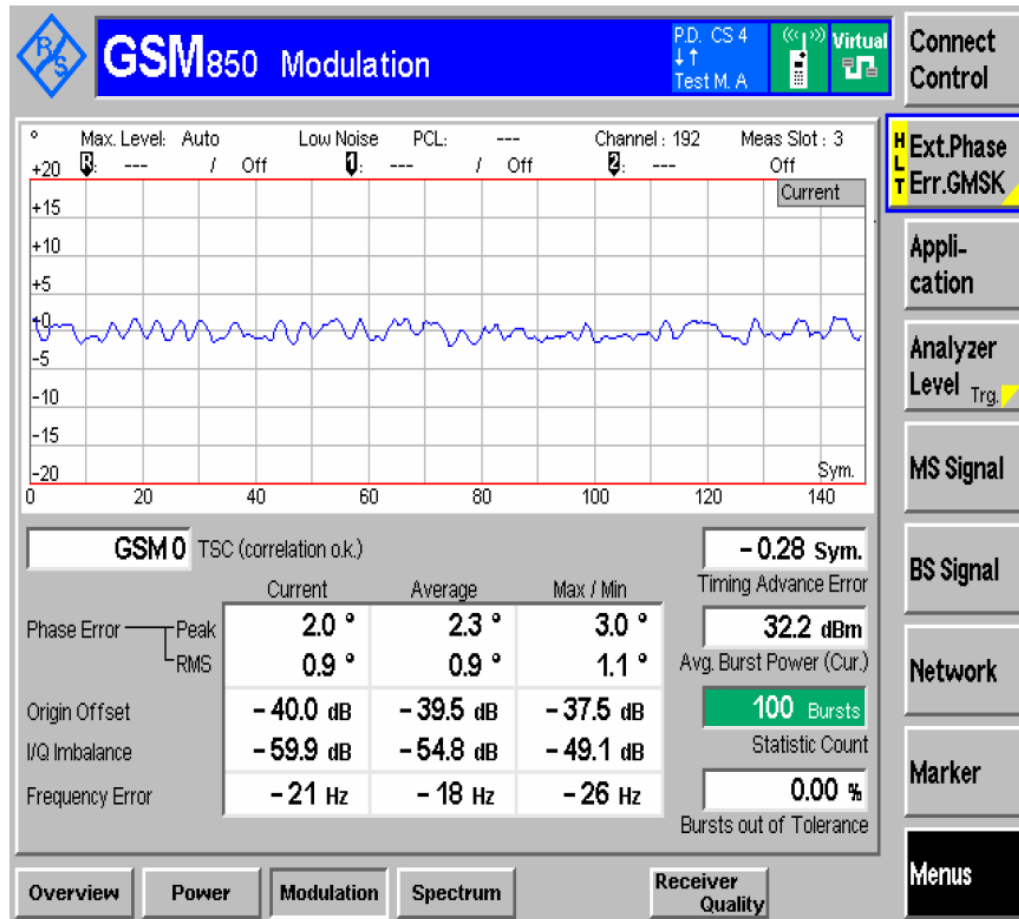 R/S
GSM850 Modulation
P.D. CS 4
↓↑
Test M. A
Virtual
Connect Control
° Max. Level: Auto Low Noise PCL: --- Channel : 192 Meas Slot : 3
+20 R: --- / Off 1: --- / Off 2: --- Off
Current
+15
+10
+5
+0
-5
-10
-15
-20
Sym.
0 20 40 60 80 100 120 140
HLT
Ext.Phase
Err.GMSK
Appli-
cation
Analyzer
Level Trg.
MS Signal
BS Signal
Network
Marker
Menus
GSM 0 TSC (correlation o.k.)
Current Average Max / Min
Phase Error Peak 2.0 ° 2.3 ° 3.0 °
RMS 0.9 ° 0.9 ° 1.1 °
Origin Offset - 40.0 dB - 39.5 dB - 37.5 dB
I/Q Imbalance - 59.9 dB - 54.8 dB - 49.1 dB
Frequency Error - 21 Hz - 18 Hz - 26 Hz
- 0.28 Sym.
Timing Advance Error
32.2 dBm
Avg. Burst Power (Cur.)
100 Bursts
Statistic Count
0.00 %
Bursts out of Tolerance
Overview Power Modulation Spectrum
Receiver
Quality